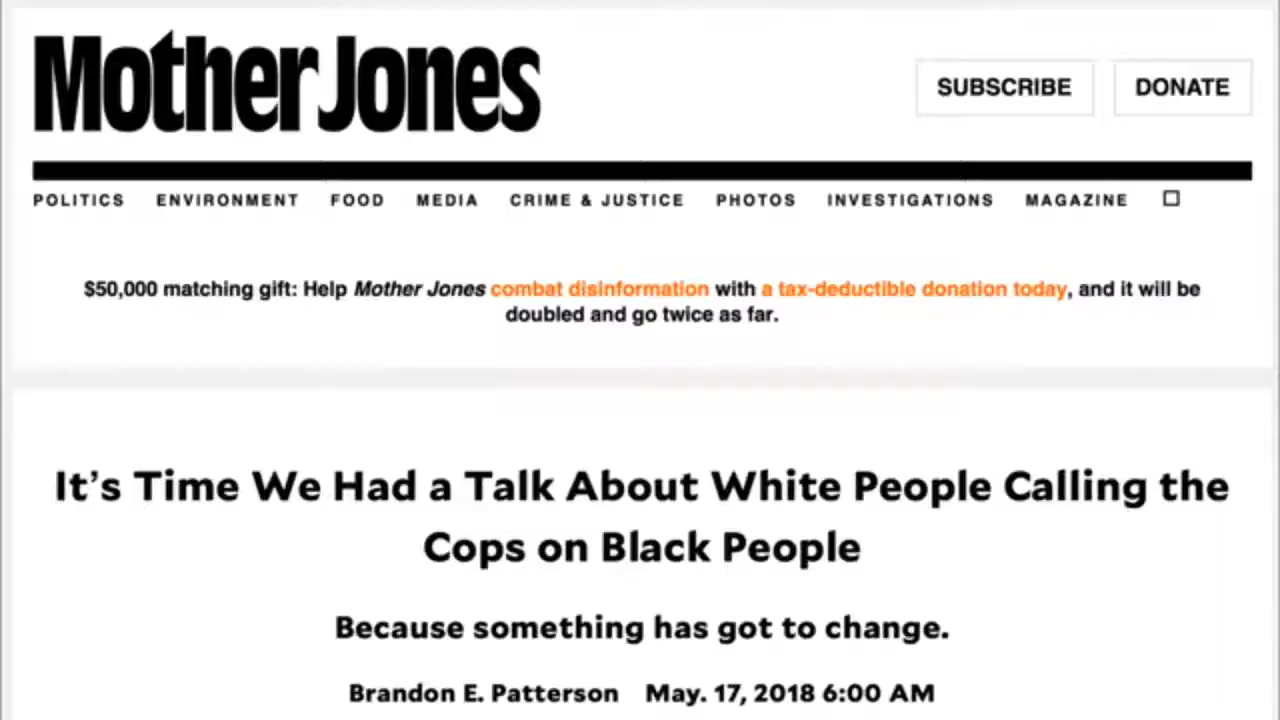 Mother Jones
SUBSCRIBE
DONATE
POLITICS ENVIRONMENT FOOD MEDIA CRIME & JUSTICE PHOTOS INVESTIGATIONS MAGAZINE
$50,000 matching gift: Help Mother Jones combat disinformation with a tax-deductible donation today, and it will be
doubled and go twice as far.
It’s Time We Had a Talk About White People Calling the
Cops on Black People
Because something has got to change.
Brandon E. Patterson May. 17, 2018 6:00 AM